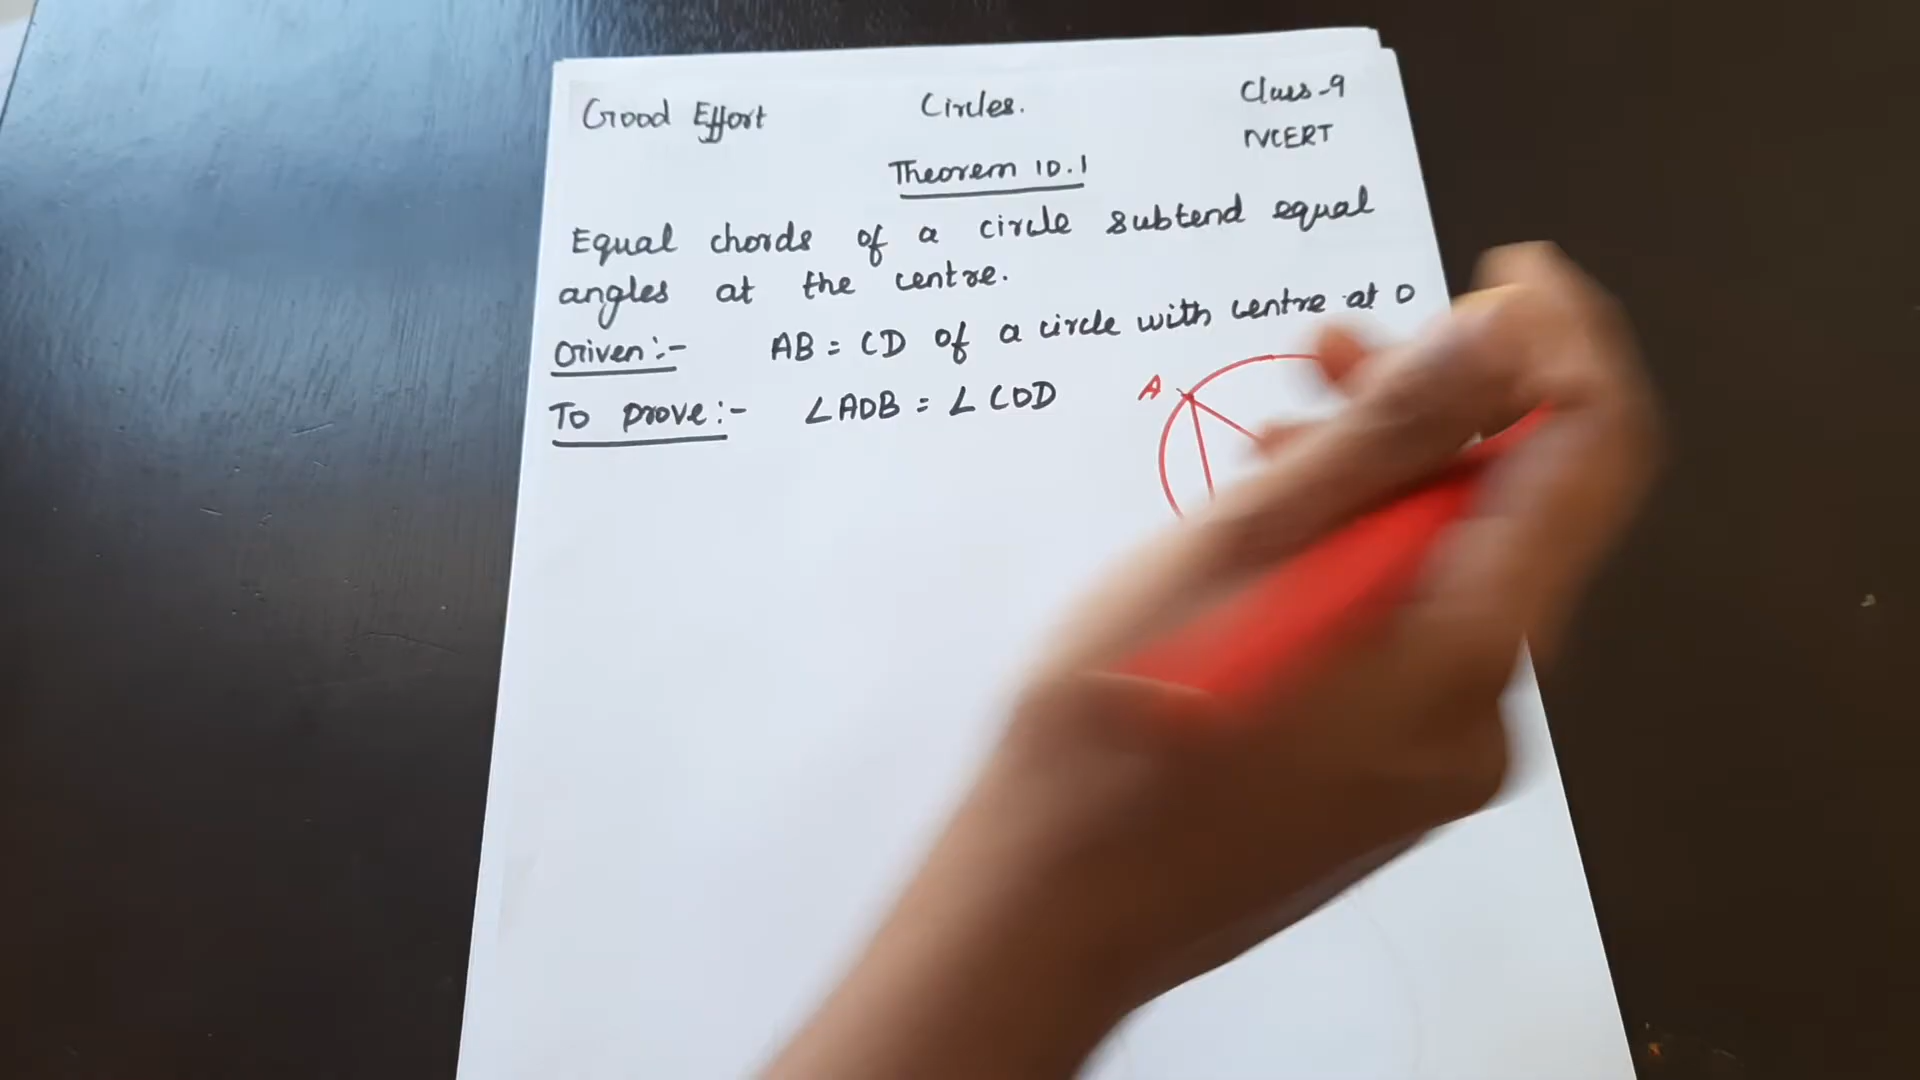 Good Effort
Circles.
Class-9
NCERT
Theorem 10.1
Equal chords of a circle subtend equal
angles at the centre.
Given:- AB = CD of a circle with centre at O
To prove:- ∠AOB = ∠COD
A